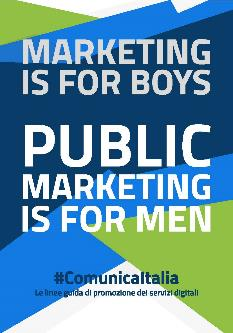 MARKETING
IS FOR BOYS
PUBLIC
MARKETING
IS FOR MEN
#ComunicaItalia
Le linee guida di promozione dei servizi digitali